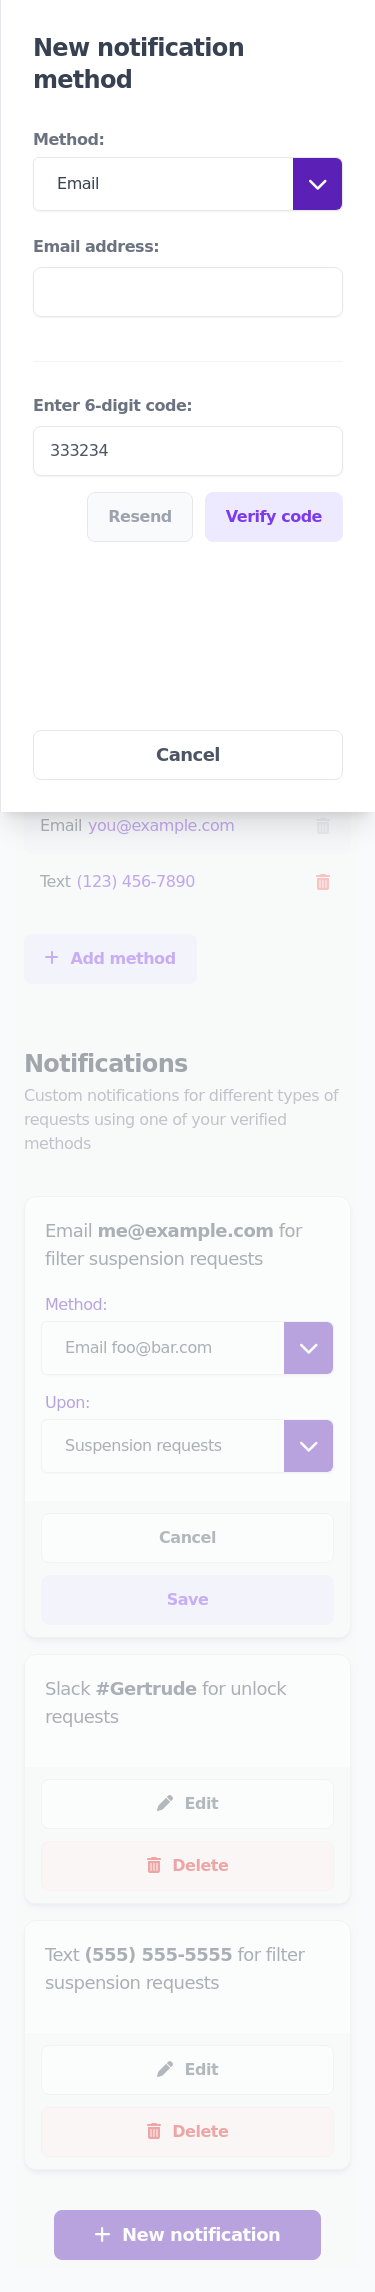 New notification
method
Method:
Email
Email address:
Enter 6-digit code:
333234
Resend
Verify code
Cancel
Email you@example.com
Text (123) 456-7890
Add method
Notifications
Custom notifications for different types of
requests using one of your verified
methods
Email me@example.com for
filter suspension requests
Method:
Email foo@bar.com
Upon:
Suspension requests
Cancel
Save
Slack #Gertrude for unlock
requests
Edit
Delete
Text (555) 555-5555 for filter
suspension requests
Edit
Delete
New notification